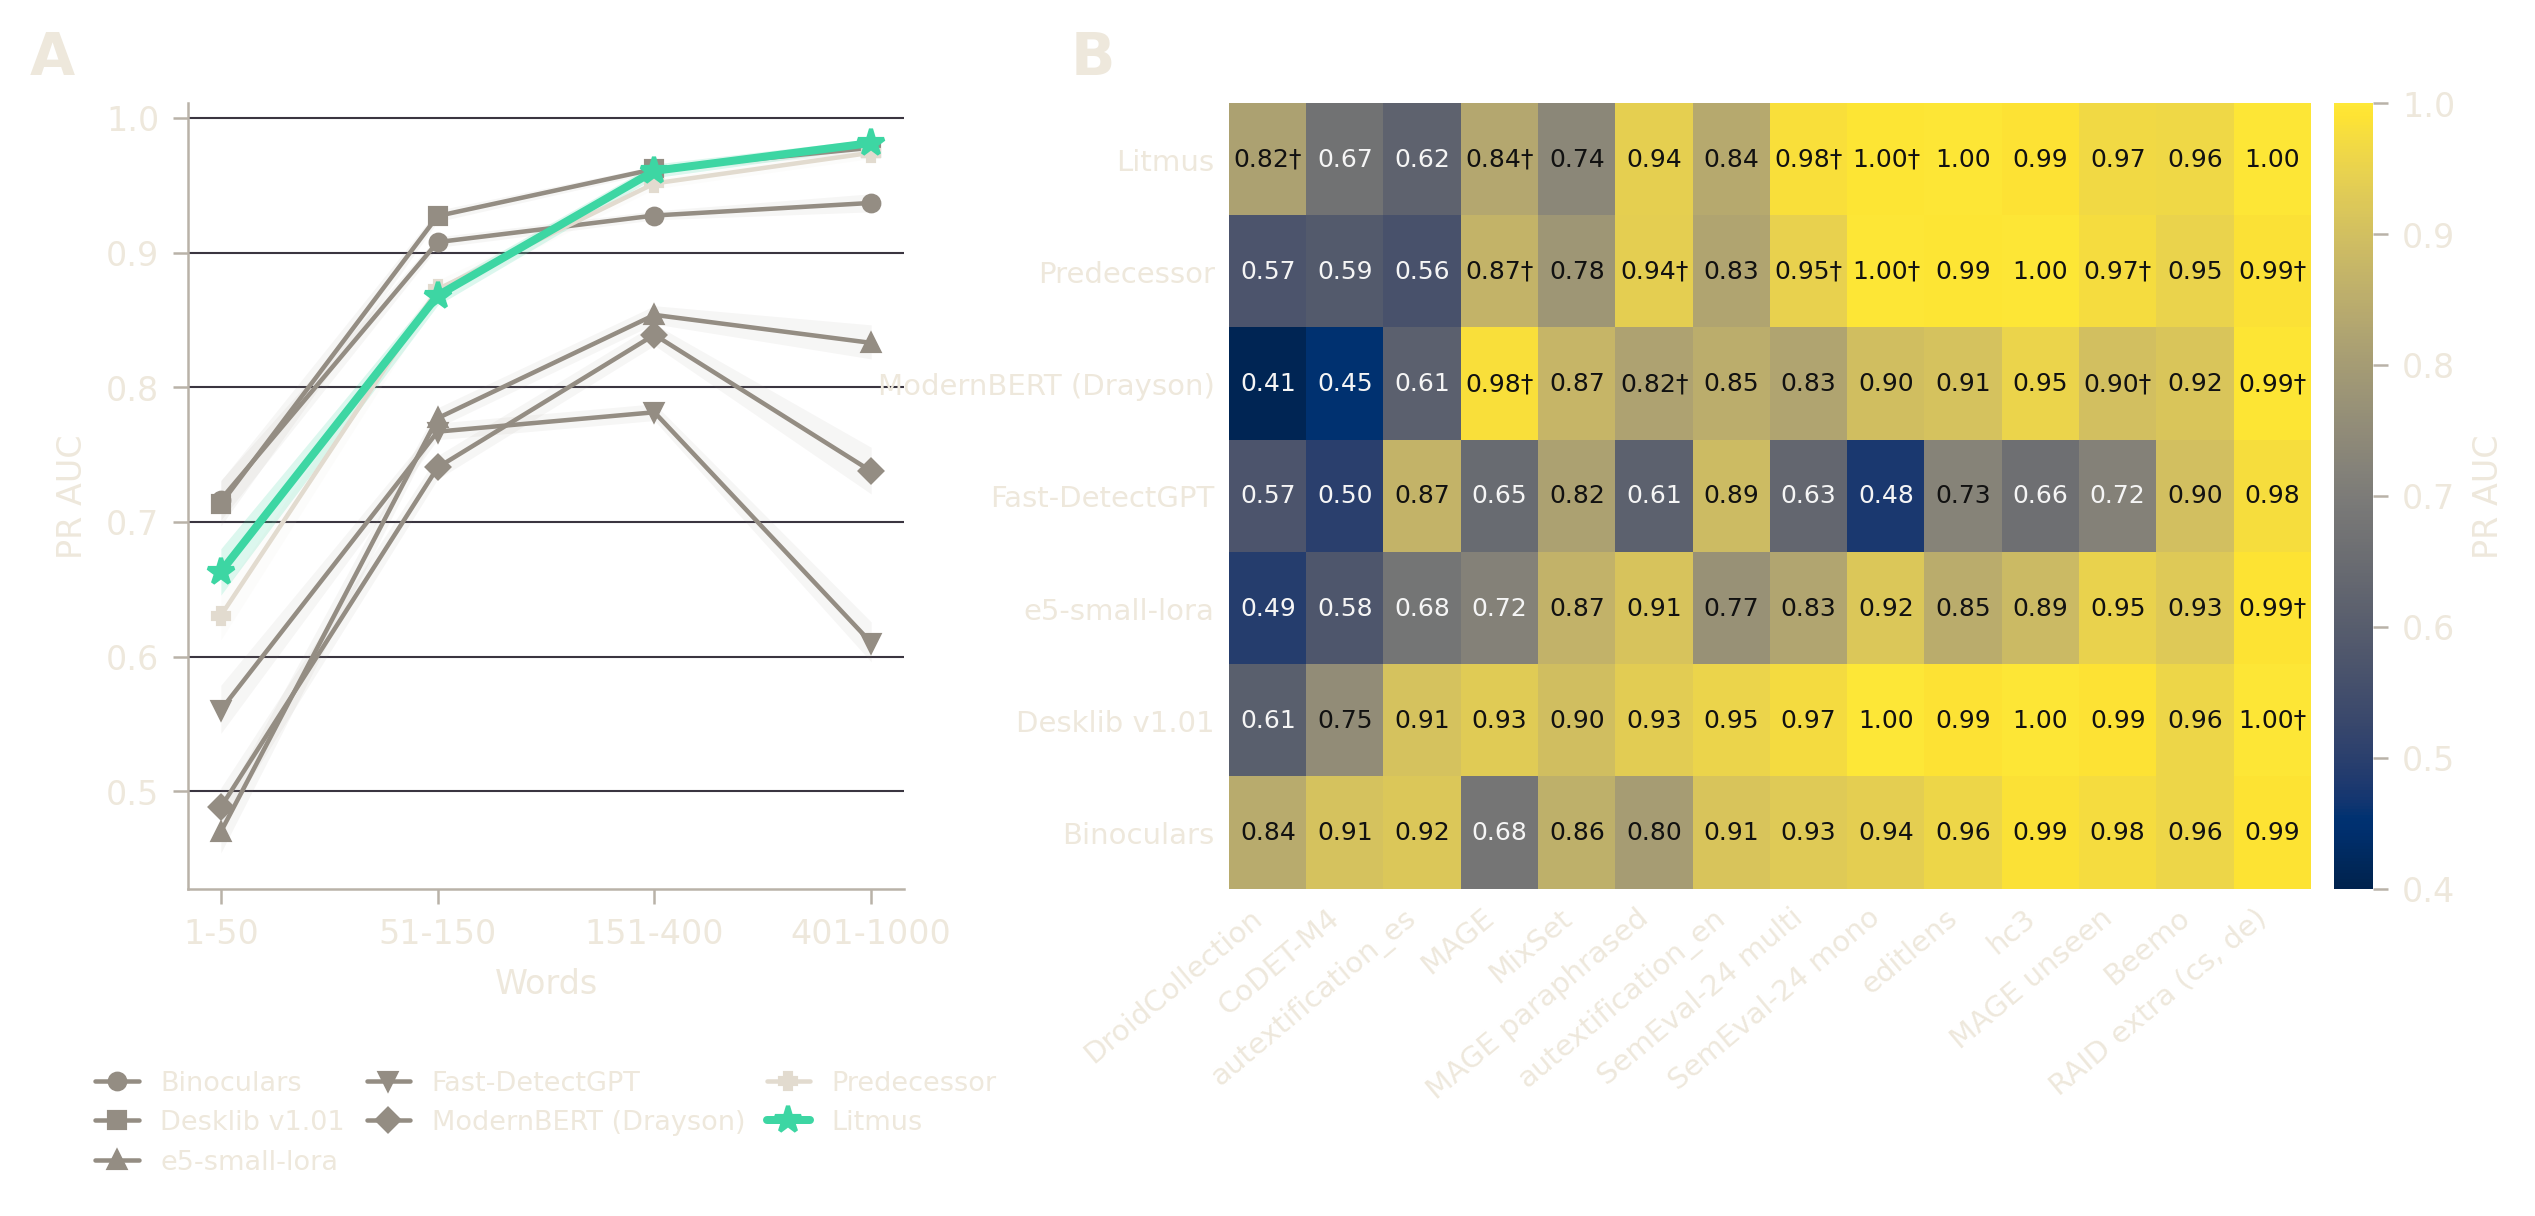 A
1.0
0.9
0.8
0.7
0.6
0.5
PR AUC
1-50 51-150 151-400 401-1000
Words
Binoculars
Desklib v1.01
e5-small-lora
Fast-DetectGPT
ModernBERT (Drayson)
Predecessor
Litmus
B
Litmus 0.82† 0.67 0.62 0.84† 0.74 0.94 0.84 0.98† 1.00† 1.00 0.99 0.97 0.96 1.00
Predecessor 0.57 0.59 0.56 0.87† 0.78 0.94† 0.83 0.95† 1.00† 0.99 1.00 0.97† 0.95 0.99†
ModernBERT (Drayson) 0.41 0.45 0.61 0.98† 0.87 0.82† 0.85 0.83 0.90 0.91 0.95 0.90† 0.92 0.99†
Fast-DetectGPT 0.57 0.50 0.87 0.65 0.82 0.61 0.89 0.63 0.48 0.73 0.66 0.72 0.90 0.98
e5-small-lora 0.49 0.58 0.68 0.72 0.87 0.91 0.77 0.83 0.92 0.85 0.89 0.95 0.93 0.99†
Desklib v1.01 0.61 0.75 0.91 0.93 0.90 0.93 0.95 0.97 1.00 0.99 1.00 0.99 0.96 1.00†
Binoculars 0.84 0.91 0.92 0.68 0.86 0.80 0.91 0.93 0.94 0.96 0.99 0.98 0.96 0.99
DroidCollection
CoDET-M4
autextification_es
MAGE
MixSet
MAGE paraphrased
autextification_en
SemEval-24 multi
SemEval-24 mono
editlens
hc3
MAGE unseen
Beemo
RAID extra (cs, de)
1.0
0.9
0.8
0.7
0.6
0.5
0.4
PR AUC